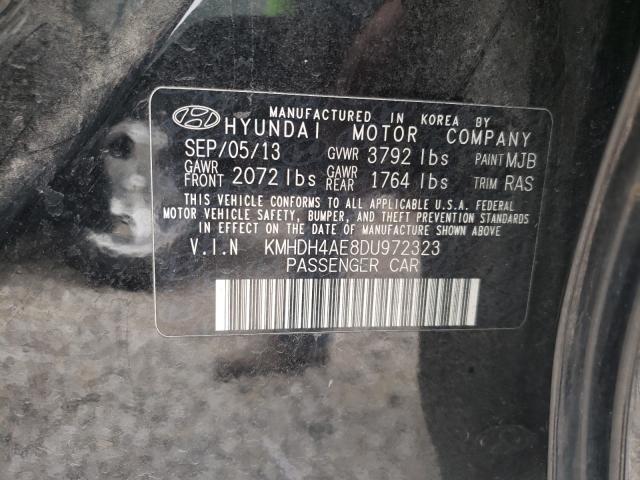 MANUFACTURED IN KOREA BY
HYUNDAI MOTOR COMPANY
SEP/05/13 GVWR 3792 lbs PAINT MJB
GAWR FRONT 2072 lbs GAWR REAR 1764 lbs TRIM RAS
THIS VEHICLE CONFORMS TO ALL APPLICABLE U.S.A. FEDERAL
MOTOR VEHICLE SAFETY, BUMPER, AND THEFT PREVENTION STANDARDS
IN EFFECT ON THE DATE OF MANUFACTURE SHOWN ABOVE.
V.I.N KMHDH4AE8DU972323
PASSENGER CAR